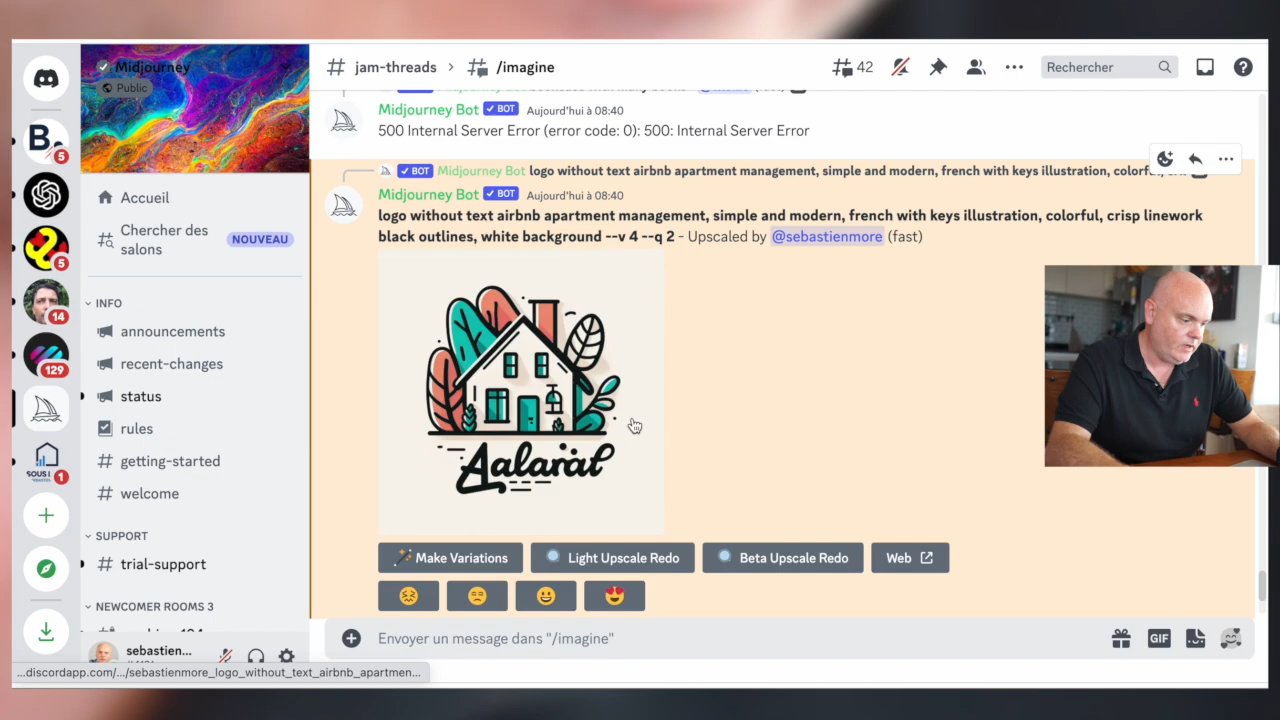 Midjourney
Public
jam-threads > /imagine
42
Rechercher
Midjourney Bot BOT Aujourd'hui à 08:40
500 Internal Server Error (error code: 0): 500: Internal Server Error
BOT Midjourney Bot logo without text airbnb apartment management, simple and modern, french with keys illustration, colorf
Midjourney Bot BOT Aujourd'hui à 08:40
logo without text airbnb apartment management, simple and modern, french with keys illustration, colorful, crisp linework
black outlines, white background --v 4 --q 2 - Upscaled by @sebastienmore (fast)
Aalarat
Make Variations
Light Upscale Redo
Beta Upscale Redo
Web
Envoyer un message dans "/imagine"
GIF
B.
5
5
14
129
SOUS I
1
Accueil
Chercher des
salons
NOUVEAU
INFO
announcements
recent-changes
status
rules
getting-started
welcome
SUPPORT
trial-support
NEWCOMER ROOMS 3
sebastien...
...discordapp.com/.../sebastienmore_logo_without_text_airbnb_apartmen...